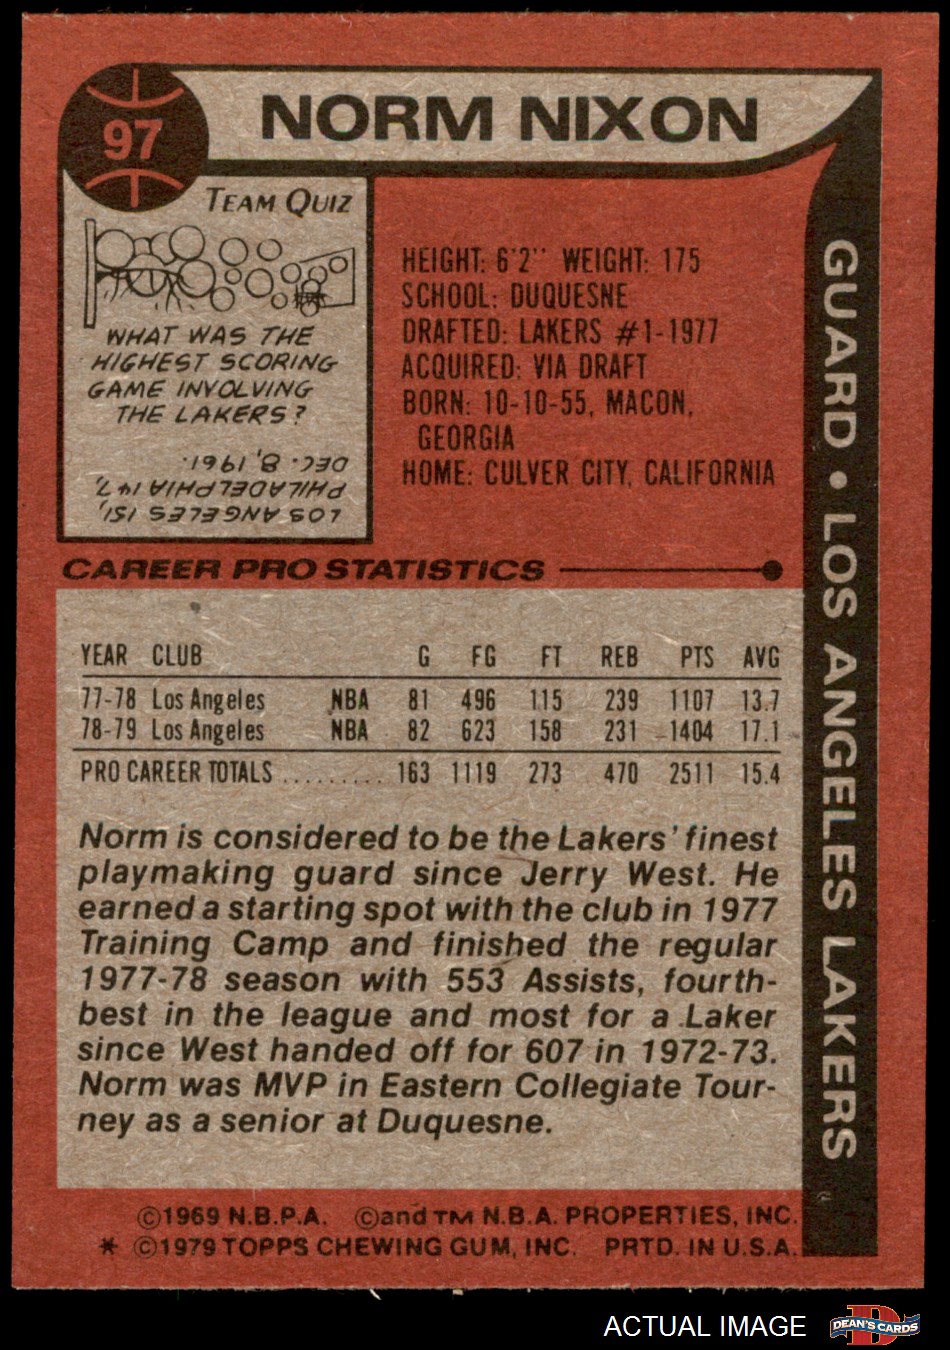 97
NORM NIXON
TEAM QUIZ
WHAT WAS THE
HIGHEST SCORING
GAME INVOLVING
THE LAKERS?
LOS ANGELES 151,
PHILADELPHIA 147,
DEC. 8, 1961.
HEIGHT: 6'2" WEIGHT: 175
SCHOOL: DUQUESNE
DRAFTED: LAKERS #1-1977
ACQUIRED: VIA DRAFT
BORN: 10-10-55, MACON,
GEORGIA
HOME: CULVER CITY, CALIFORNIA
GUARD • LOS ANGELES LAKERS
CAREER PRO STATISTICS
YEAR CLUB G FG FT REB PTS AVG
77-78 Los Angeles NBA 81 496 115 239 1107 13.7
78-79 Los Angeles NBA 82 623 158 231 1404 17.1
PRO CAREER TOTALS ......... 163 1119 273 470 2511 15.4
Norm is considered to be the Lakers' finest
playmaking guard since Jerry West. He
earned a starting spot with the club in 1977
Training Camp and finished the regular
1977-78 season with 553 Assists, fourth-
best in the league and most for a Laker
since West handed off for 607 in 1972-73.
Norm was MVP in Eastern Collegiate Tour-
ney as a senior at Duquesne.
©1969 N.B.P.A. ©and TM N.B.A. PROPERTIES, INC.
* ©1979 TOPPS CHEWING GUM, INC. PRTD. IN U.S.A.
ACTUAL IMAGE
D
DEAN'S CARDS